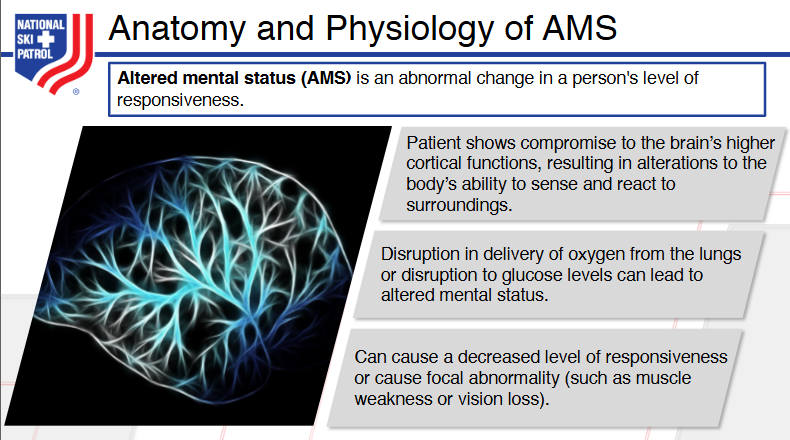 NATIONAL
SKI
PATROL
®
Anatomy and Physiology of AMS
Altered mental status (AMS) is an abnormal change in a person's level of
responsiveness.
Patient shows compromise to the brain’s higher
cortical functions, resulting in alterations to the
body’s ability to sense and react to
surroundings.
Disruption in delivery of oxygen from the lungs
or disruption to glucose levels can lead to
altered mental status.
Can cause a decreased level of responsiveness
or cause focal abnormality (such as muscle
weakness or vision loss).